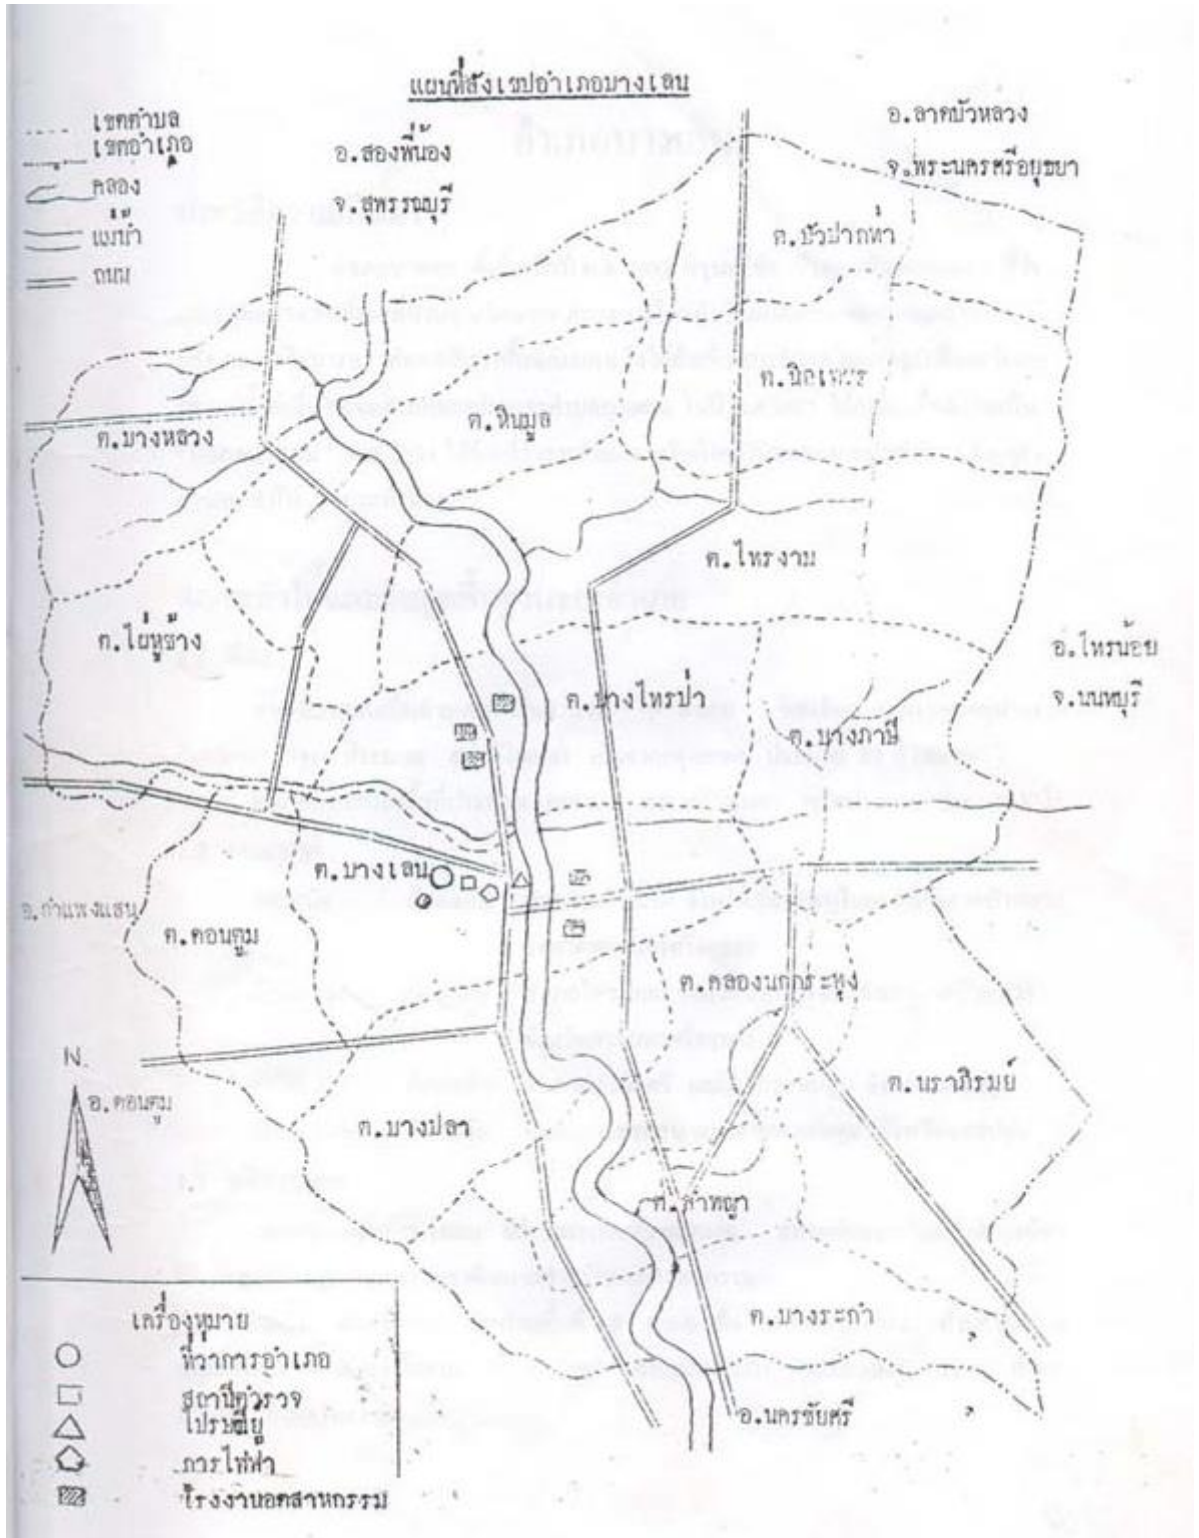 แผนที่สังเขปอำเภอบางเลน
เขตตำบล
เขตอำเภอ
คลอง
แม่น้ำ
ถนน
อ.สองพี่น้อง
จ.สุพรรณบุรี
อ.ลาดบัวหลวง
จ.พระนครศรีอยุธยา
ต.บัวปากท่า
ต.นิลเพชร
ต.หินมูล
ต.บางหลวง
ต.ไทรงาม
ต.ไผ่หูช้าง
อ.ไทรน้อย
จ.นนทบุรี
ต.บางไทรป่า
ต.บางภาษี
ต.บางเลน
อ.กำแพงแสน
ต.ดอนตูม
ต.คลองนกกระทุง
N.
อ.ดอนตูม
ต.นราภิรมย์
ต.บางปลา
ต.ลำพญา
ต.บางระกำ
อ.นครชัยศรี
เครื่องหมาย
ที่ว่าการอำเภอ
สถานีตำรวจ
ไปรษณีย์
การไฟฟ้า
โรงงานอุตสาหกรรม